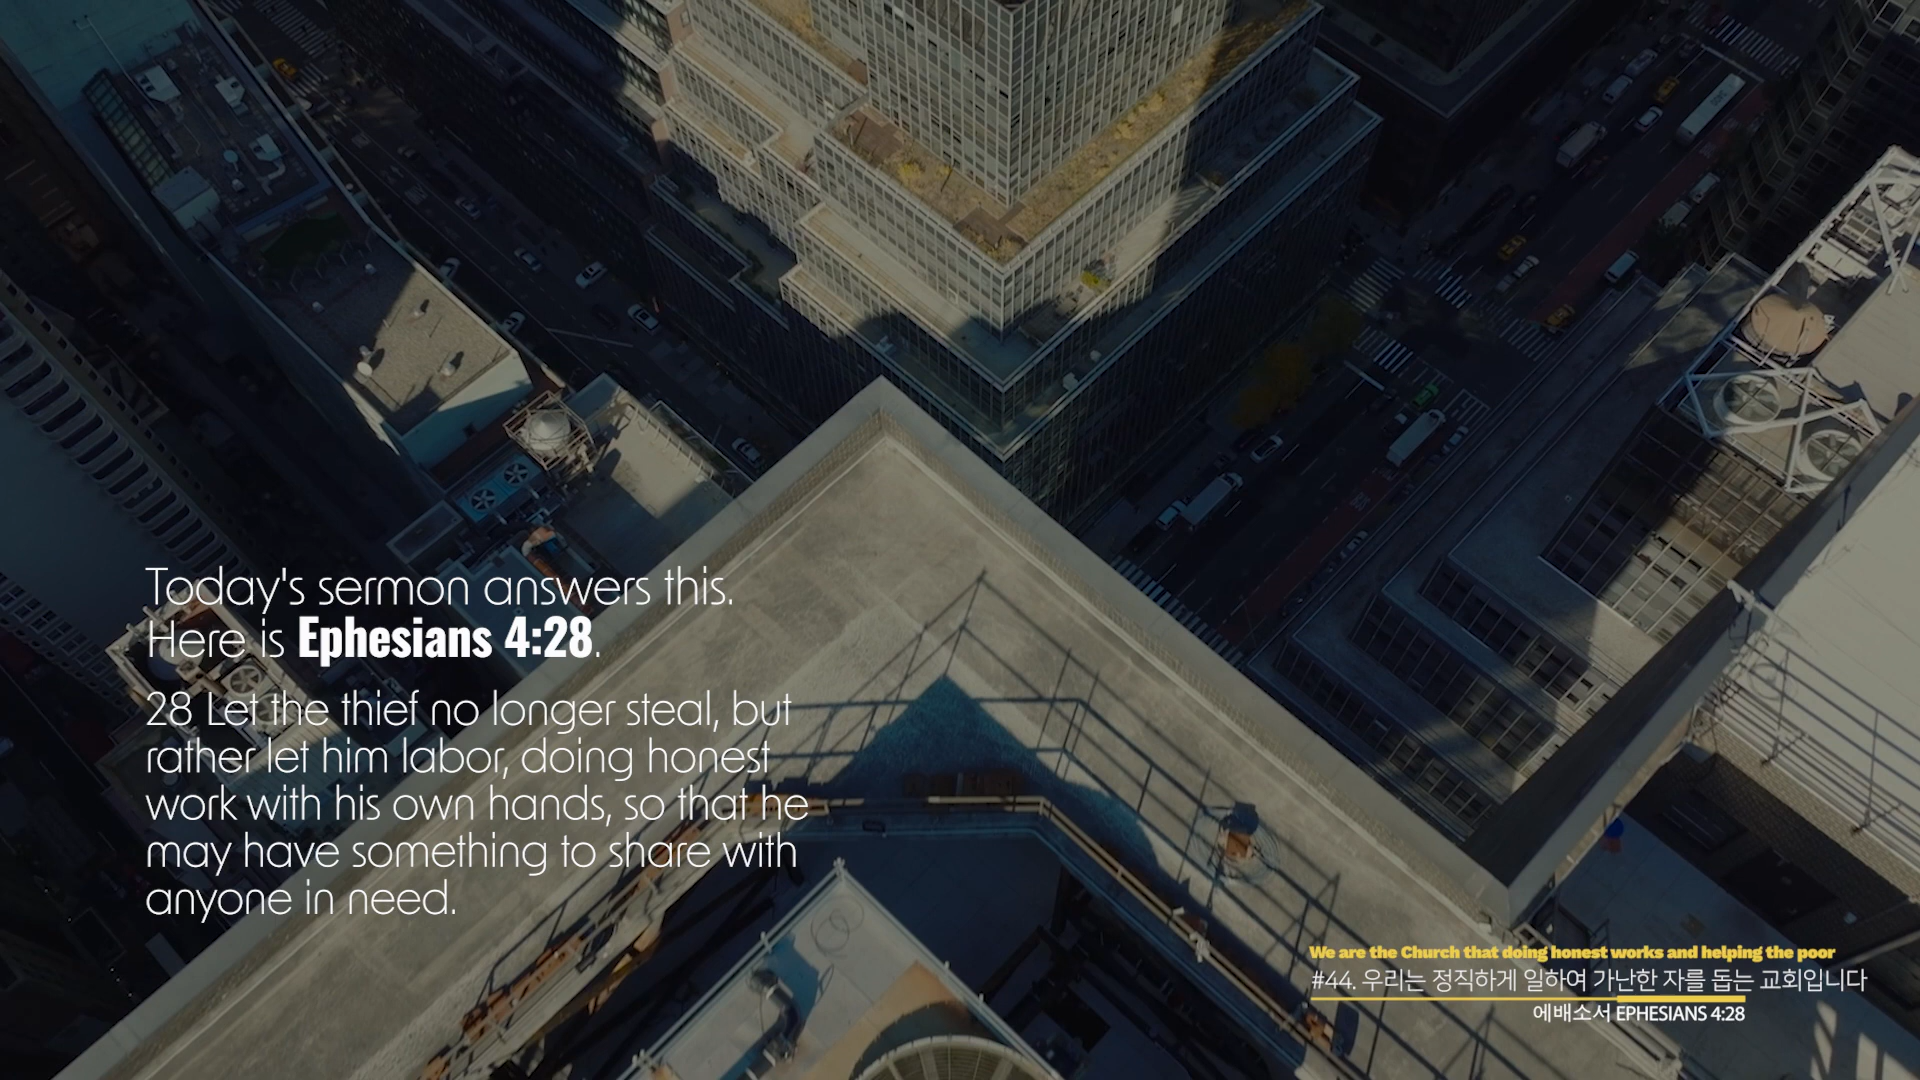 Today's sermon answers this.
Here is Ephesians 4:28.
28 Let the thief no longer steal, but
rather let him labor, doing honest
work with his own hands, so that he
may have something to share with
anyone in need.
We are the Church that doing honest works and helping the poor
#44. 우리는 정직하게 일하여 가난한 자를 돕는 교회입니다
에배소서 EPHESIANS 4:28